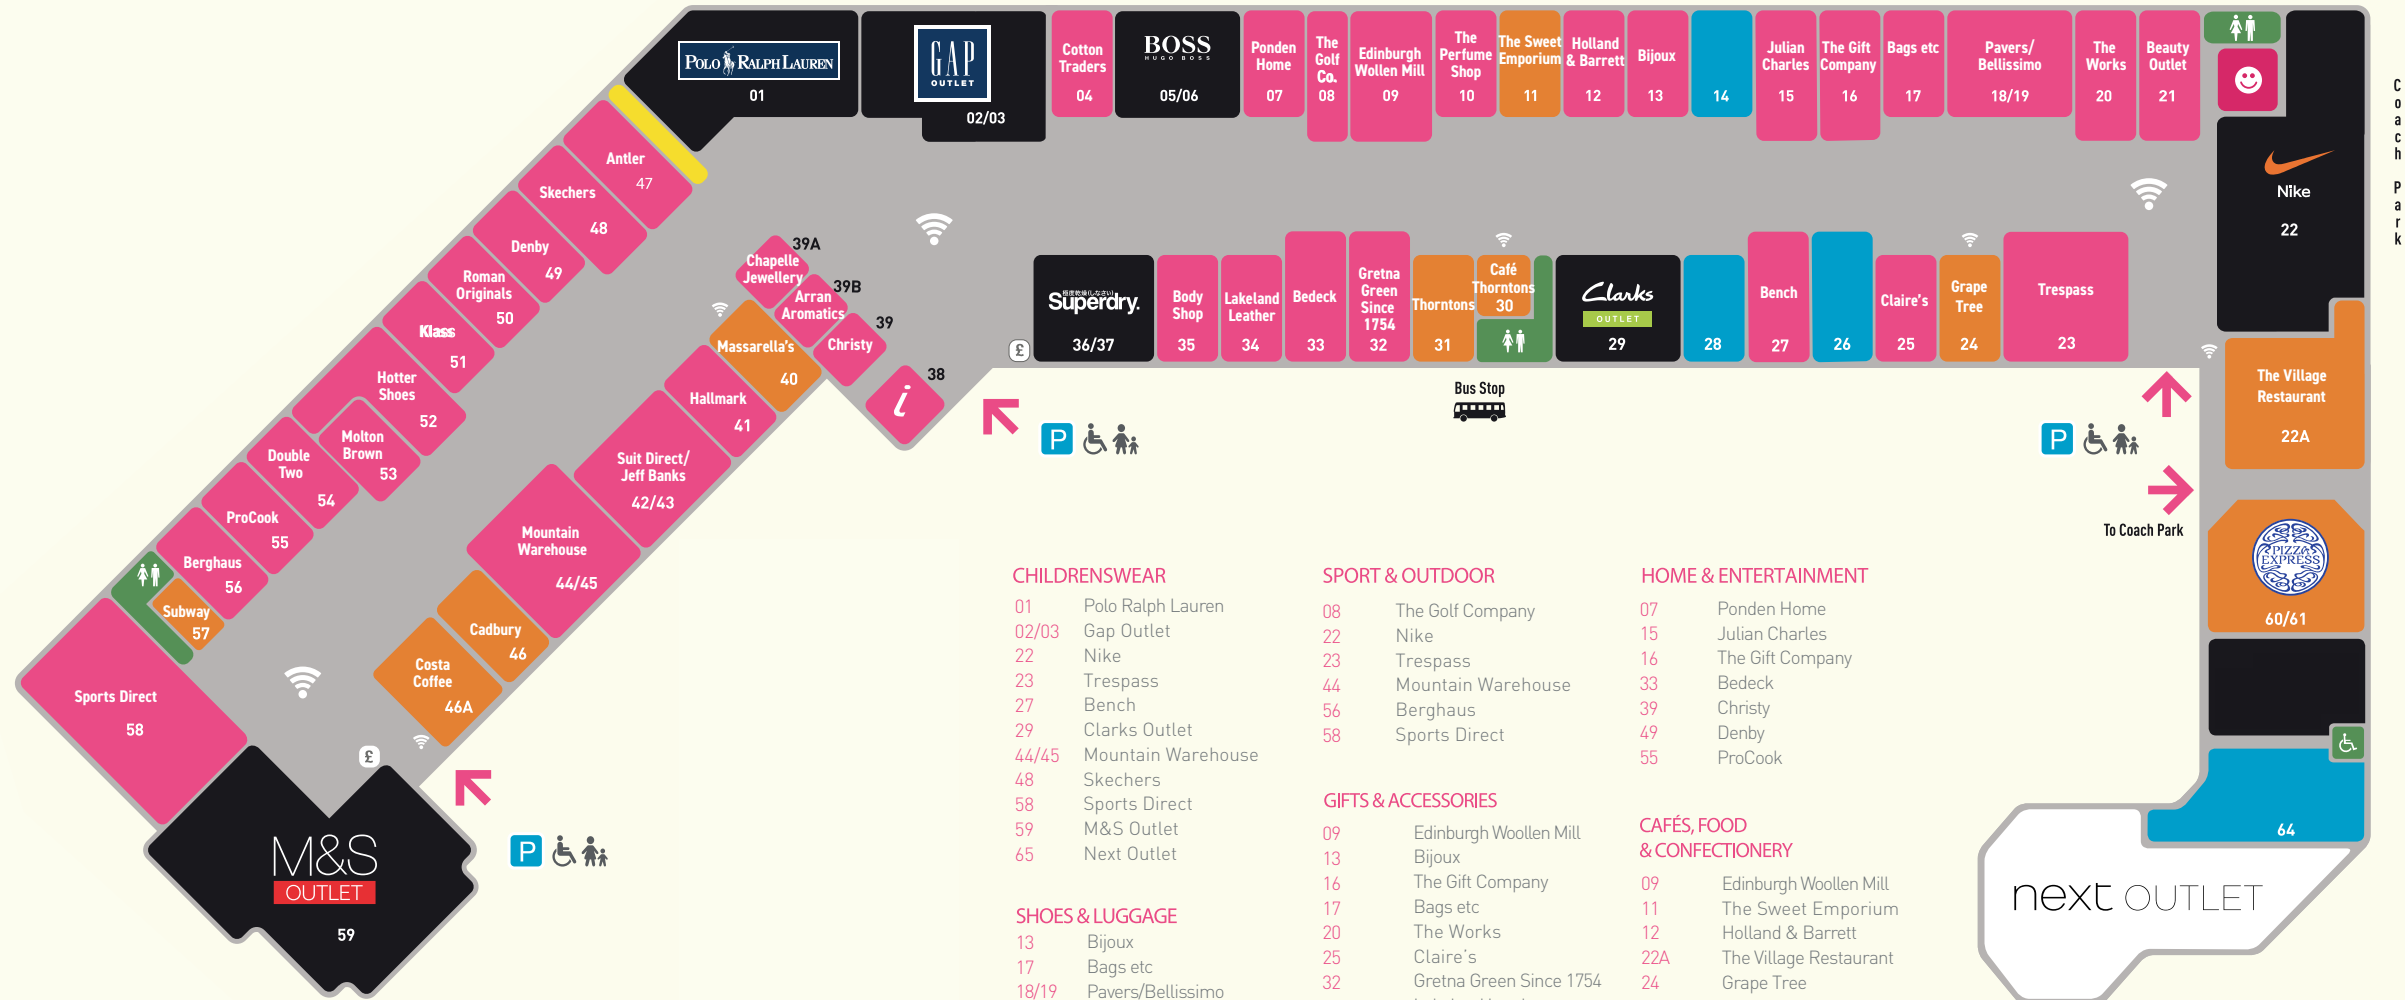 POLO RALPH LAUREN
01
GAP
OUTLET
02/03
Cotton
Traders
04
BOSS
HUGO BOSS
05/06
Ponden
Home
07
The
Golf
Co.
08
Edinburgh
Wollen Mill
09
The
Perfume
Shop
10
The Sweet
Emporium
11
Holland
& Barrett
12
Bijoux
13
14
Julian
Charles
15
The Gift
Company
16
Bags etc
17
Pavers/
Bellissimo
18/19
The
Works
20
Beauty
Outlet
21
Coach Park
Nike
22
Antler
47
Skechers
48
Denby
49
Roman
Originals
50
Klass
51
Hotter
Shoes
52
Molton
Brown
53
Double
Two
54
ProCook
55
Berghaus
56
Subway
57
Sports Direct
58
M&S
OUTLET
59
39A
Chapelle
Jewellery
39B
Arran
Aromatics
39
Christy
38
i
Massarella's
40
Hallmark
41
Suit Direct/
Jeff Banks
42/43
Mountain
Warehouse
44/45
Cadbury
46
Costa
Coffee
46A
£
P
£
Superdry.
36/37
Body
Shop
35
Lakeland
Leather
34
Bedeck
33
Gretna
Green
Since
1754
32
Thorntons
31
Café
Thorntons
30
Clarks
OUTLET
29
28
Bench
27
26
Claire's
25
Grape
Tree
24
Trespass
23
Bus Stop
P
P
To Coach Park
The Village
Restaurant
22A
PIZZA
EXPRESS
60/61
64
next OUTLET
CHILDRENSWEAR
01 Polo Ralph Lauren
02/03 Gap Outlet
22 Nike
23 Trespass
27 Bench
29 Clarks Outlet
44/45 Mountain Warehouse
48 Skechers
58 Sports Direct
59 M&S Outlet
65 Next Outlet
SHOES & LUGGAGE
13 Bijoux
17 Bags etc
18/19 Pavers/Bellissimo
SPORT & OUTDOOR
08 The Golf Company
22 Nike
23 Trespass
44 Mountain Warehouse
56 Berghaus
58 Sports Direct
GIFTS & ACCESSORIES
09 Edinburgh Woollen Mill
13 Bijoux
16 The Gift Company
17 Bags etc
20 The Works
25 Claire's
32 Gretna Green Since 1754
HOME & ENTERTAINMENT
07 Ponden Home
15 Julian Charles
16 The Gift Company
33 Bedeck
39 Christy
49 Denby
55 ProCook
CAFÉS, FOOD
& CONFECTIONERY
09 Edinburgh Woollen Mill
11 The Sweet Emporium
12 Holland & Barrett
22A The Village Restaurant
24 Grape Tree